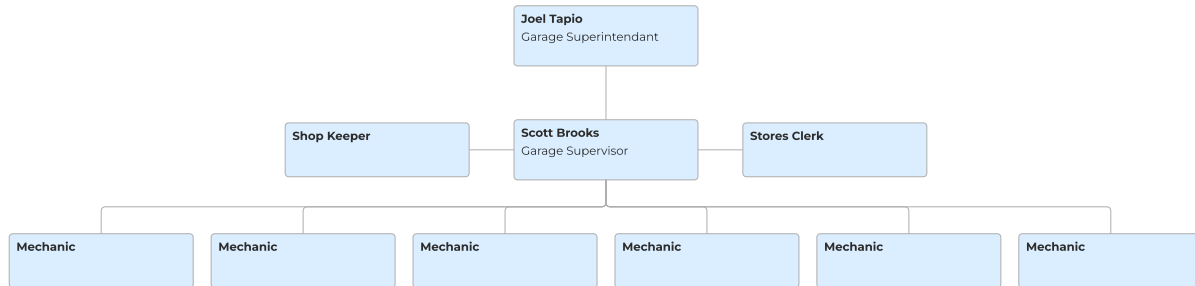 Joel Tapio
Garage Superintendant
Shop Keeper
Scott Brooks
Garage Supervisor
Stores Clerk
Mechanic
Mechanic
Mechanic
Mechanic
Mechanic
Mechanic